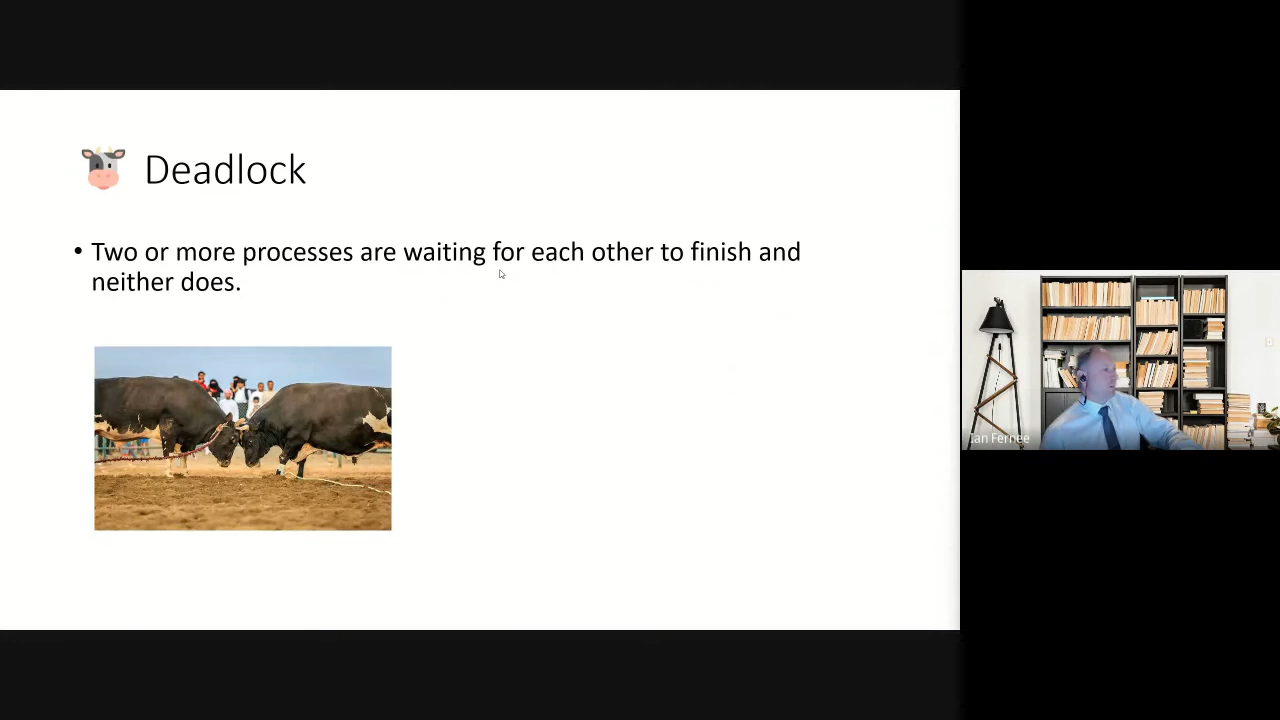 Deadlock
• Two or more processes are waiting for each other to finish and
neither does.
Ian Fernee